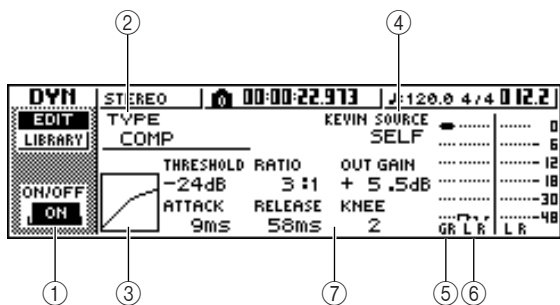 ② ④
DYN STEREO 00:00:22.973 ♩:120.0 4/4 012.2
EDIT TYPE KEVIN SOURCE 0
LIBRARY COMP SELF 6
THRESHOLD RATIO OUT GAIN 12
-24dB 3:1 + 5.5dB 18
ON/OFF ATTACK RELEASE KNEE 30
ON 9ms 58ms 2 48
GR L R L R
① ③ ⑦ ⑤ ⑥